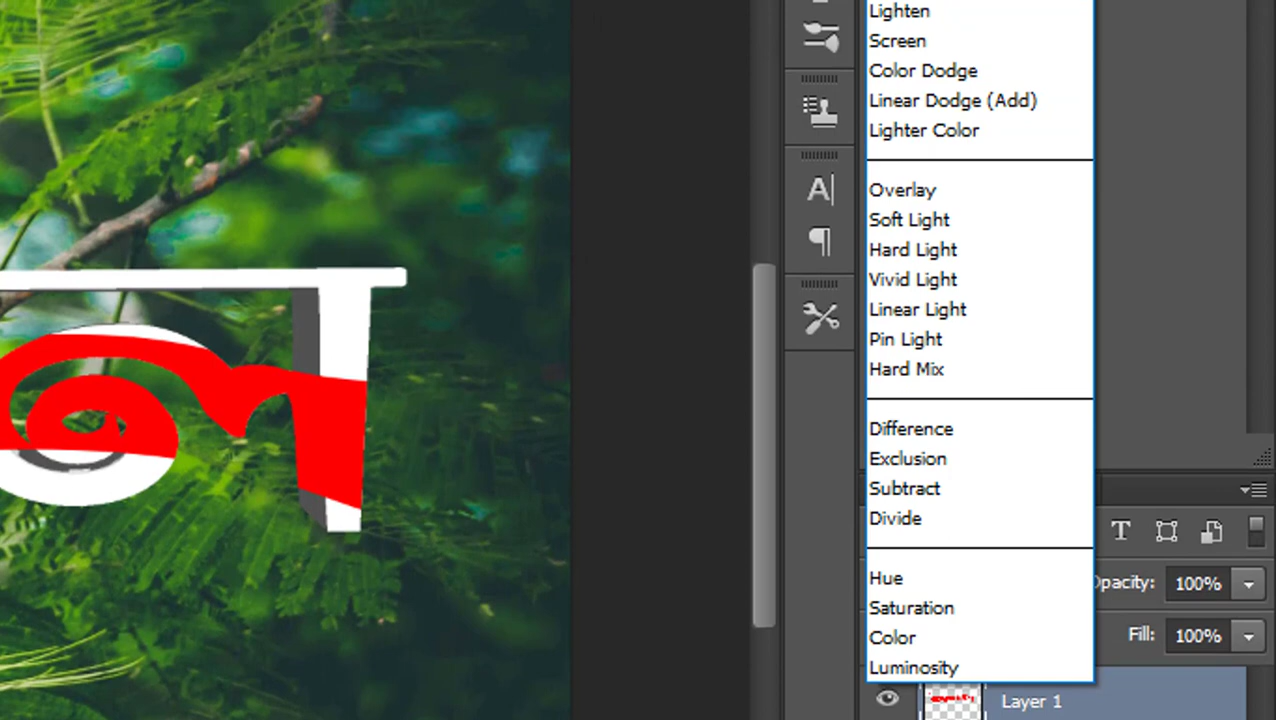 Lighten
Screen
Color Dodge
Linear Dodge (Add)
Lighter Color
Overlay
Soft Light
Hard Light
Vivid Light
Linear Light
Pin Light
Hard Mix
Difference
Exclusion
Subtract
Divide
Hue
Saturation
Color
Luminosity
Opacity: 100%
Fill: 100%
Layer 1